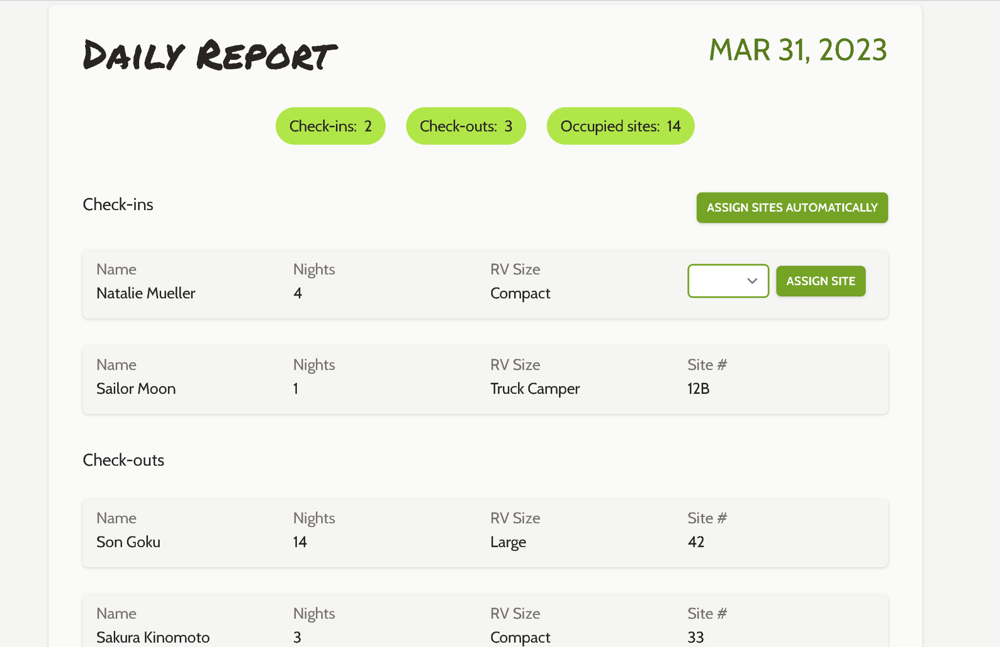 Daily Report
MAR 31, 2023
Check-ins: 2
Check-outs: 3
Occupied sites: 14
Check-ins
ASSIGN SITES AUTOMATICALLY
Name Nights RV Size
Natalie Mueller 4 Compact
ASSIGN SITE
Name Nights RV Size Site #
Sailor Moon 1 Truck Camper 12B
Check-outs
Name Nights RV Size Site #
Son Goku 14 Large 42
Name Nights RV Size Site #
Sakura Kinomoto 3 Compact 33